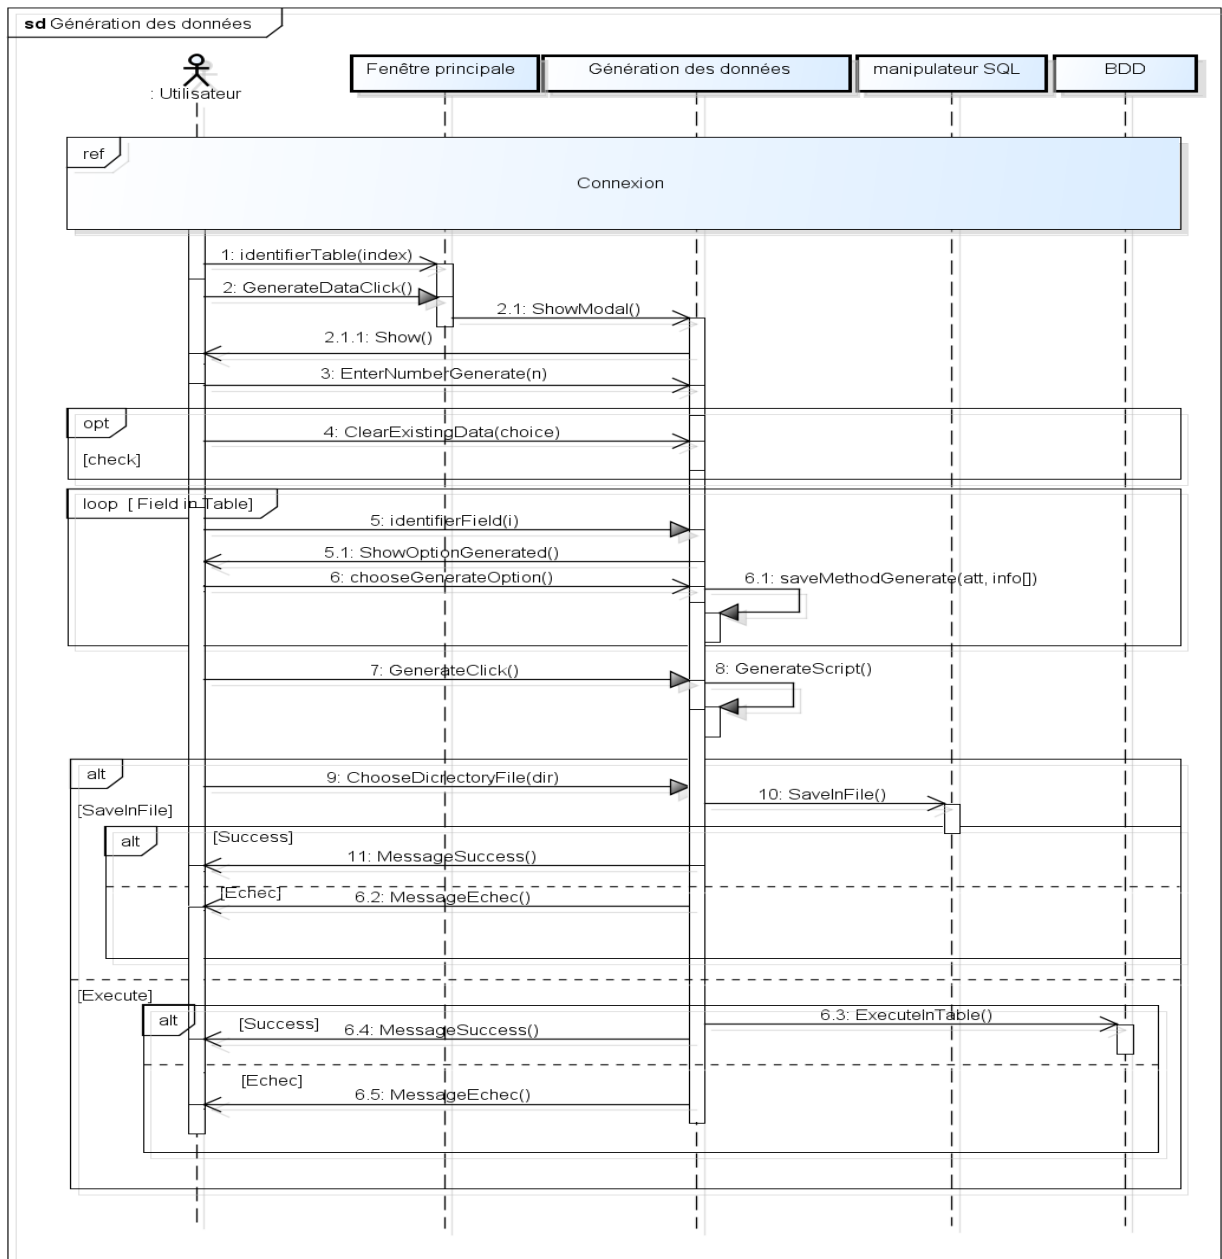 sd Génération des données
: Utilisateur
Fenêtre principale
Génération des données
manipulateur SQL
BDD
ref
Connexion
1: identifierTable(index)
2: GenerateDataClick()
2.1: ShowModal()
2.1.1: Show()
3: EnterNumberGenerate(n)
opt
4: ClearExistingData(choice)
[check]
loop [ Field in Table]
5: identifierField(i)
5.1: ShowOptionGenerated()
6: chooseGenerateOption()
6.1: saveMethodGenerate(att, info[])
7: GenerateClick()
8: GenerateScript()
alt
9: ChooseDicrectoryFile(dir)
10: SaveInFile()
[SaveInFile]
alt
[Success]
11: MessageSuccess()
[Echec]
6.2: MessageEchec()
[Execute]
alt
[Success]
6.3: ExecuteInTable()
6.4: MessageSuccess()
[Echec]
6.5: MessageEchec()